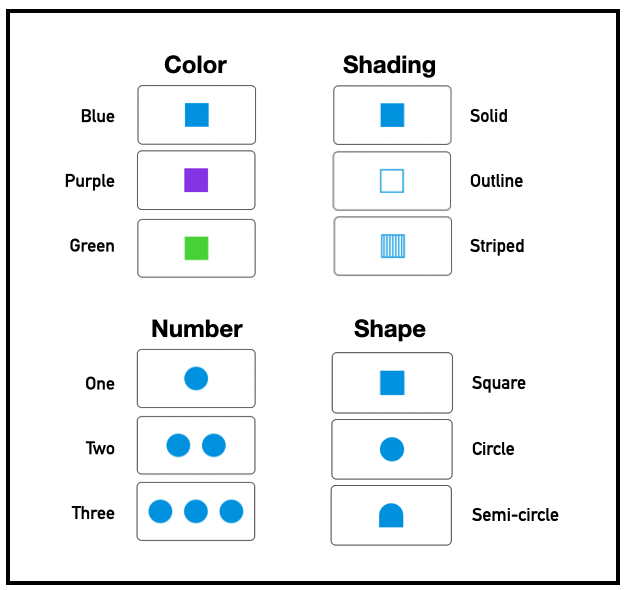 Color
Blue
Purple
Green
Shading
Solid
Outline
Striped
Number
One
Two
Three
Shape
Square
Circle
Semi-circle